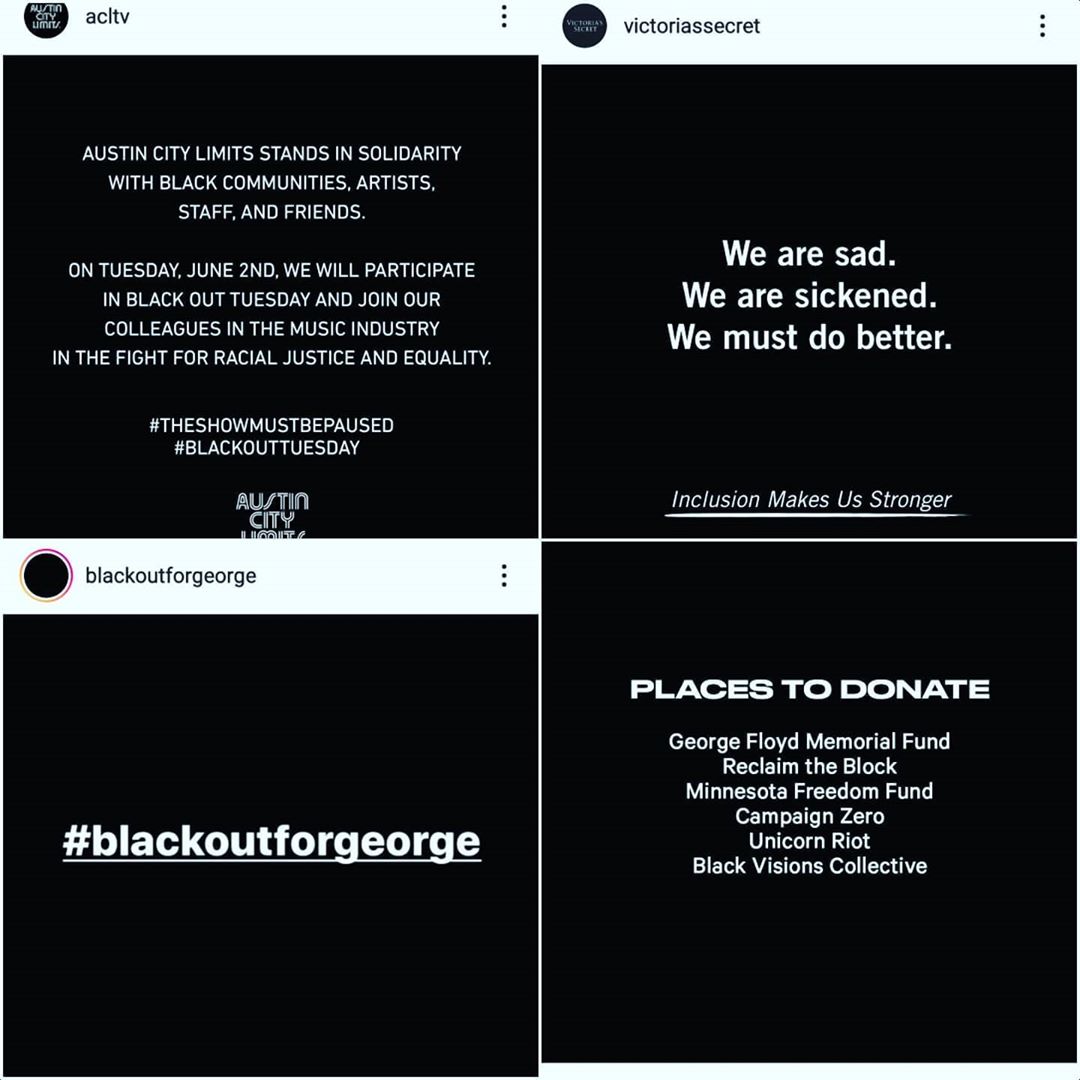 AUSTIN
CITY
LIMITS
acltv
AUSTIN CITY LIMITS STANDS IN SOLIDARITY
WITH BLACK COMMUNITIES, ARTISTS,
STAFF, AND FRIENDS.
ON TUESDAY, JUNE 2ND, WE WILL PARTICIPATE
IN BLACK OUT TUESDAY AND JOIN OUR
COLLEAGUES IN THE MUSIC INDUSTRY
IN THE FIGHT FOR RACIAL JUSTICE AND EQUALITY.
#THESHOWMUSTBEPAUSED
#BLACKOUTTUESDAY
AUSTIN
CITY
LIMITS
VICTORIA'S
SECRET
victoriassecret
We are sad.
We are sickened.
We must do better.
Inclusion Makes Us Stronger
blackoutforgeorge
#blackoutforgeorge
PLACES TO DONATE
George Floyd Memorial Fund
Reclaim the Block
Minnesota Freedom Fund
Campaign Zero
Unicorn Riot
Black Visions Collective